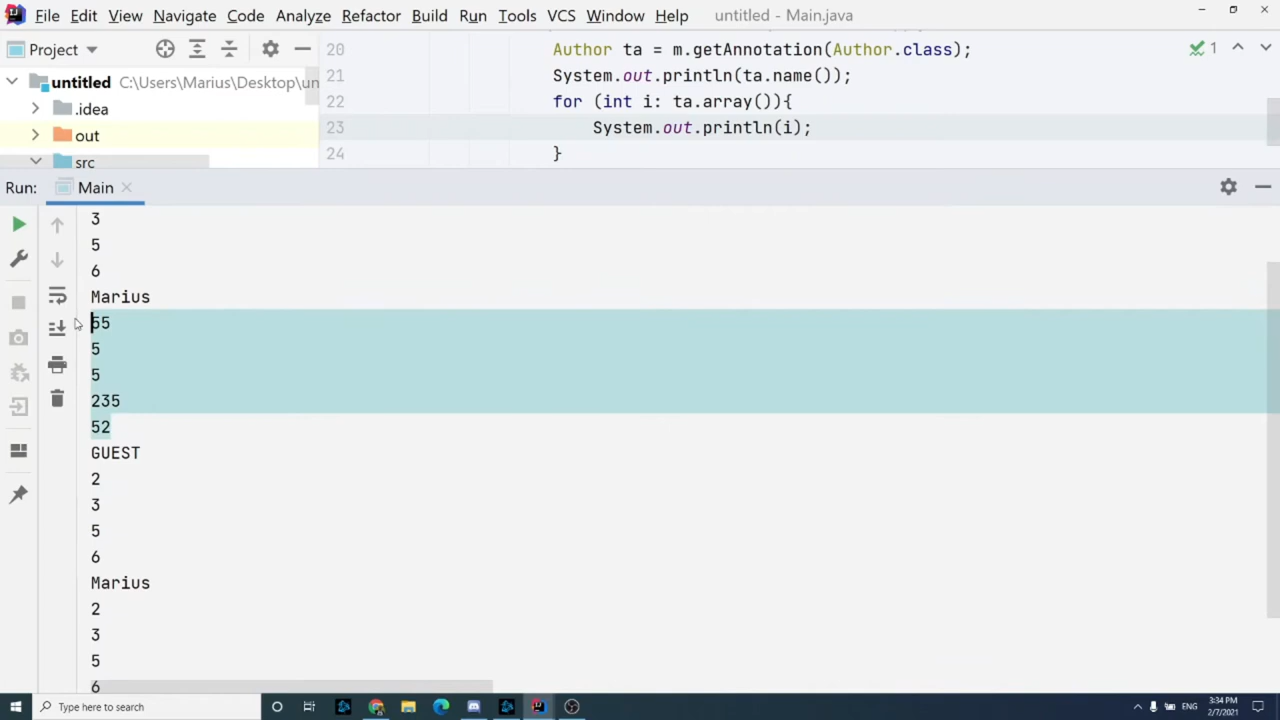 File Edit View Navigate Code Analyze Refactor Build Run Tools VCS Window Help untitled - Main.java
Project
untitled C:\Users\Marius\Desktop\un
.idea
out
src
20 Author ta = m.getAnnotation(Author.class);
21 System.out.println(ta.name());
22 for (int i: ta.array()){
23 System.out.println(i);
24 }
1
Run: Main
3
5
6
Marius
55
5
5
235
52
GUEST
2
3
5
6
Marius
2
3
5
6
Type here to search
ENG
3:34 PM
2/7/2021